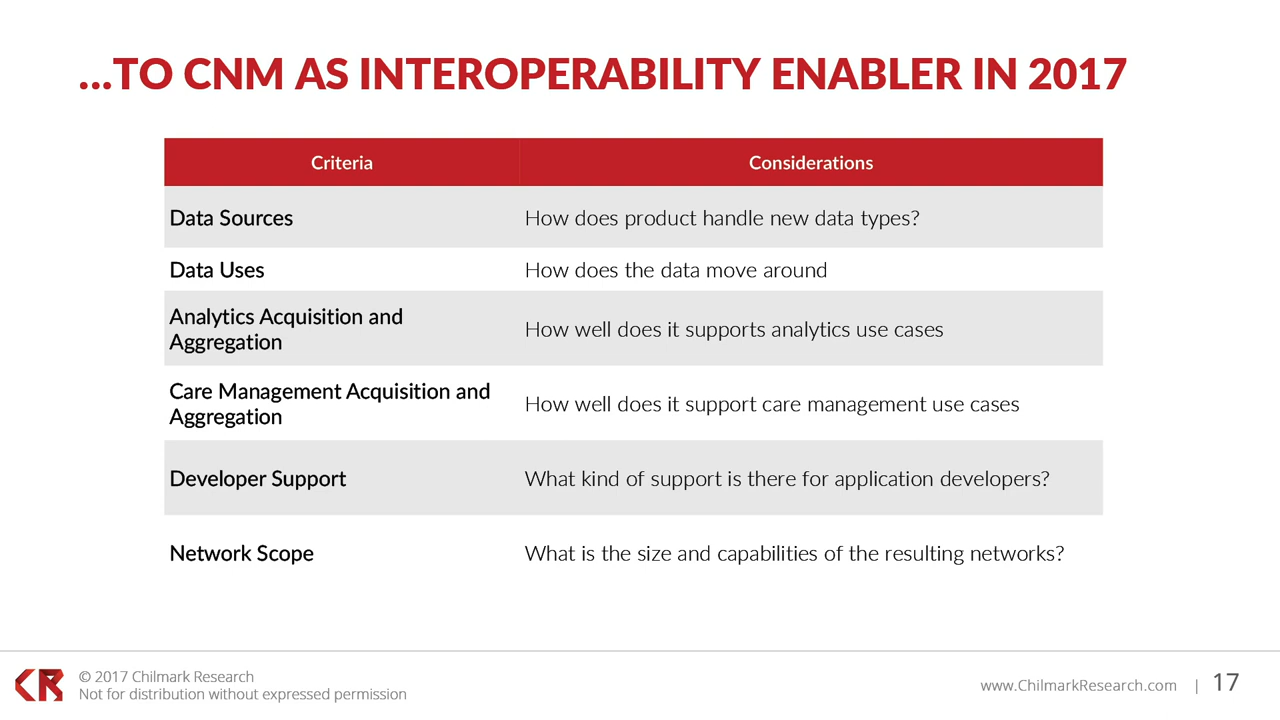 ...TO CNM AS INTEROPERABILITY ENABLER IN 2017
Criteria
Considerations
Data Sources
How does product handle new data types?
Data Uses
How does the data move around
Analytics Acquisition and
Aggregation
How well does it supports analytics use cases
Care Management Acquisition and
Aggregation
How well does it support care management use cases
Developer Support
What kind of support is there for application developers?
Network Scope
What is the size and capabilities of the resulting networks?
CR
© 2017 Chilmark Research
Not for distribution without expressed permission
www.ChilmarkResearch.com | 17